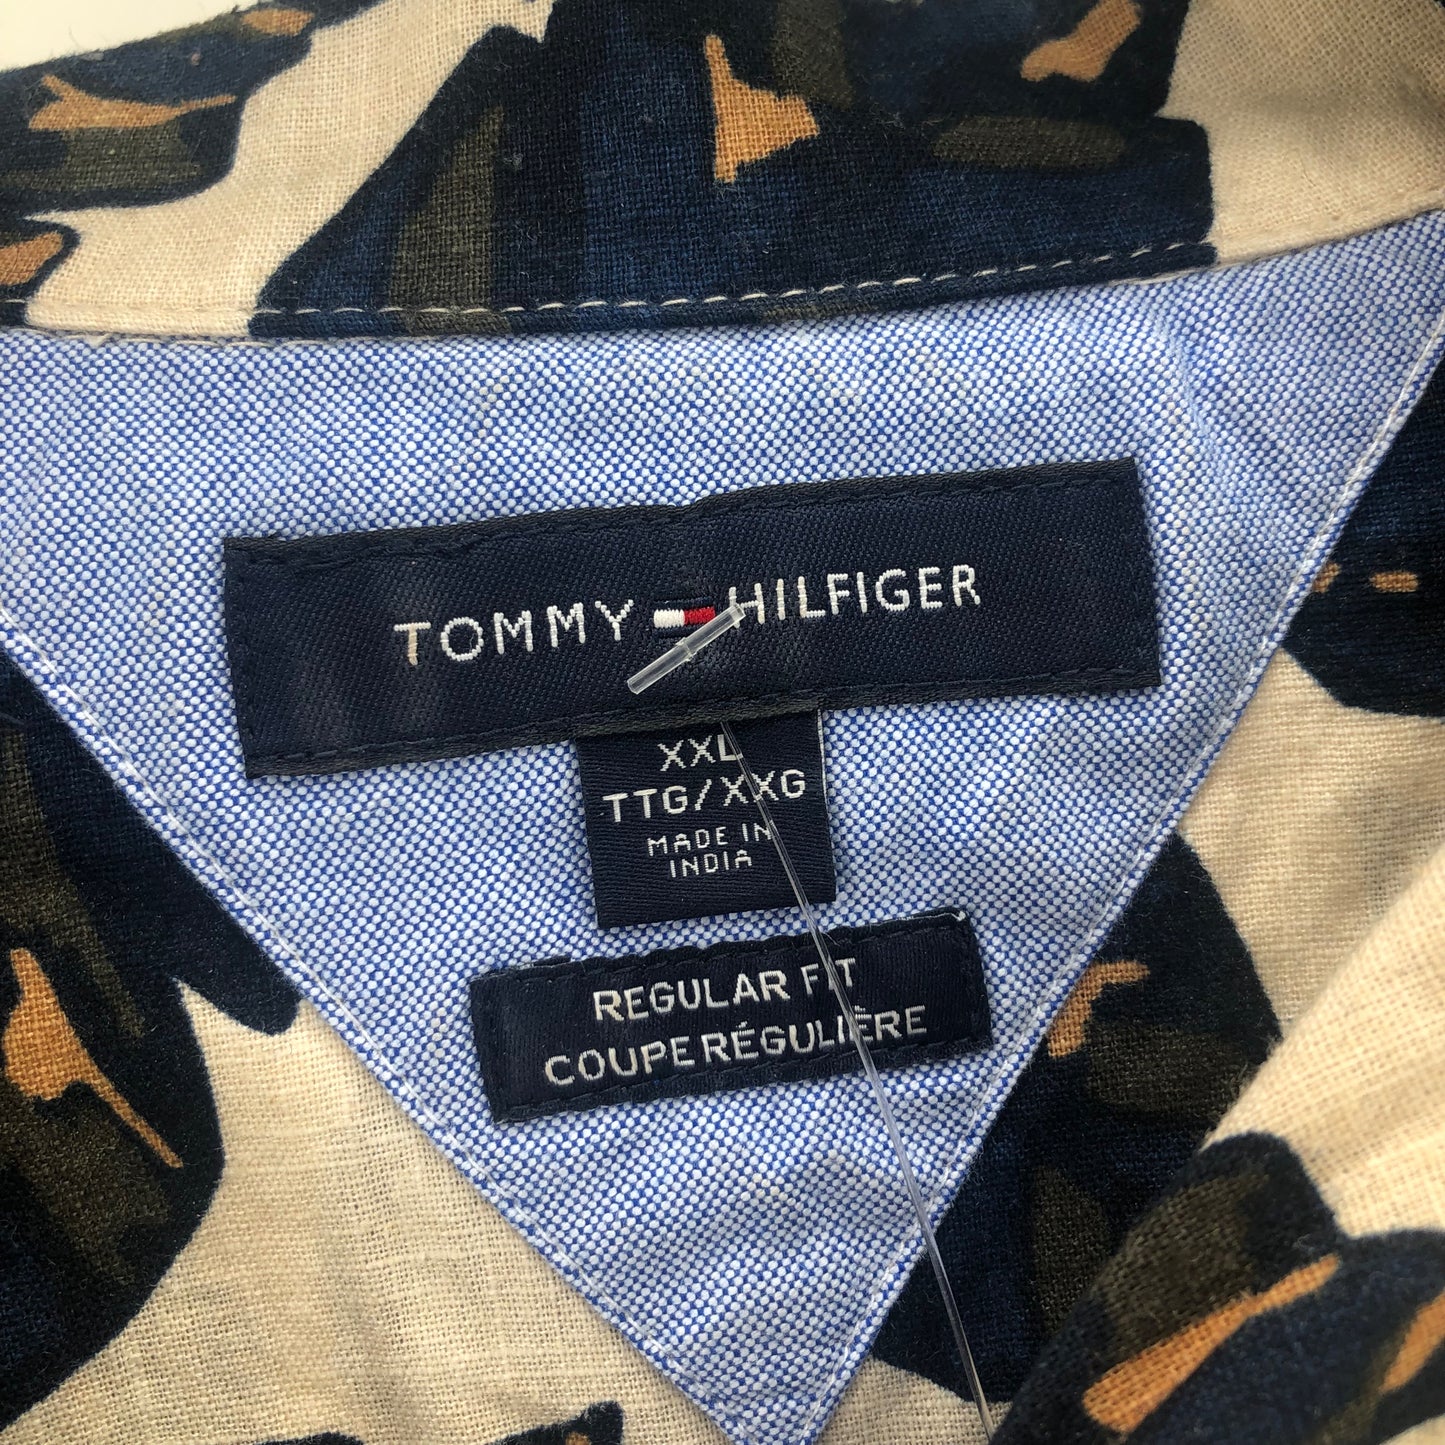 TOMMY HILFIGER
XXL
TTG/XXG
MADE IN
INDIA
REGULAR FIT
COUPE RÉGULIÈRE